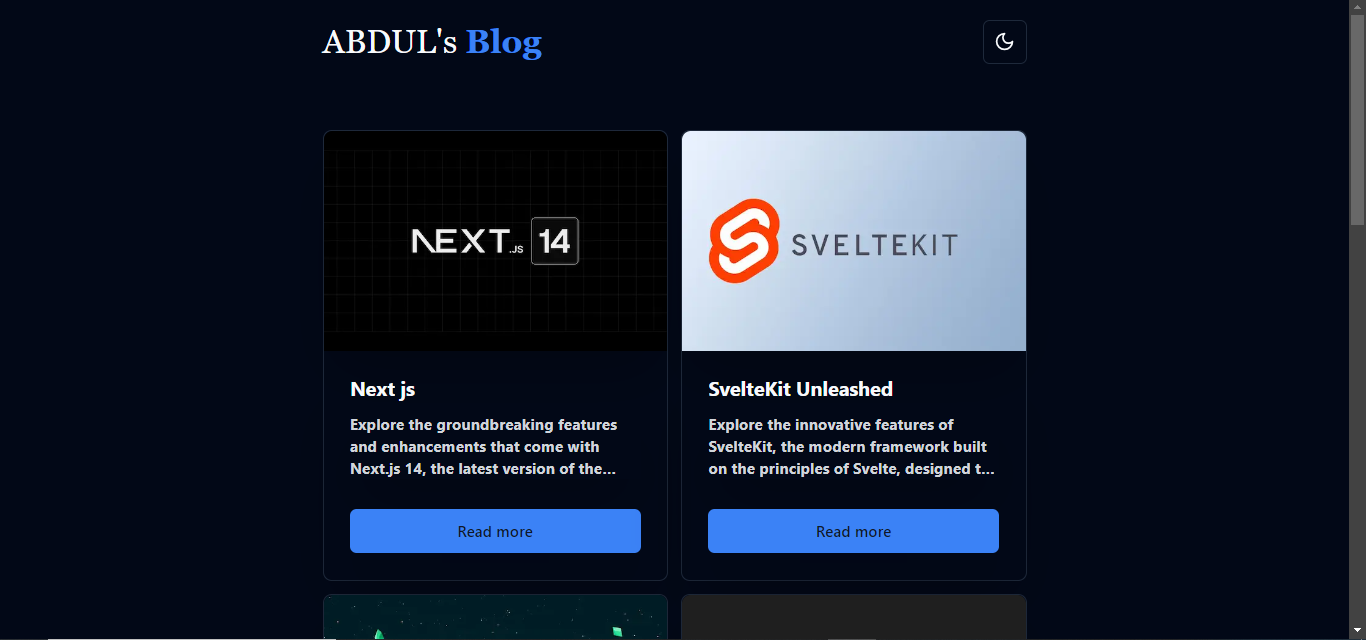 ABDUL's Blog
NEXT.JS 14
SVELTEKIT
Next js
Explore the groundbreaking features
and enhancements that come with
Next.js 14, the latest version of the...
Read more
SvelteKit Unleashed
Explore the innovative features of
SvelteKit, the modern framework built
on the principles of Svelte, designed t...
Read more